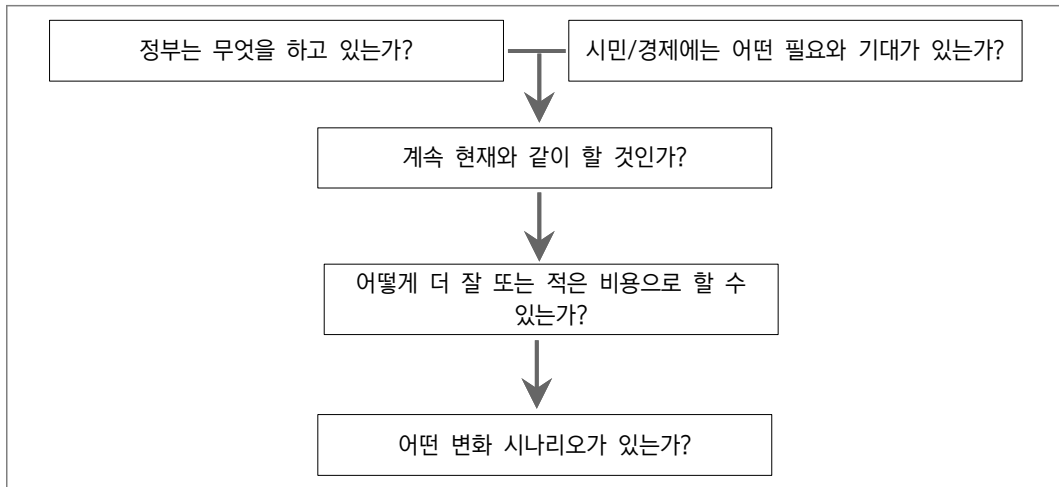 정부는 무엇을 하고 있는가?
시민/경제에는 어떤 필요와 기대가 있는가?
계속 현재와 같이 할 것인가?
어떻게 더 잘 또는 적은 비용으로 할 수
있는가?
어떤 변화 시나리오가 있는가?